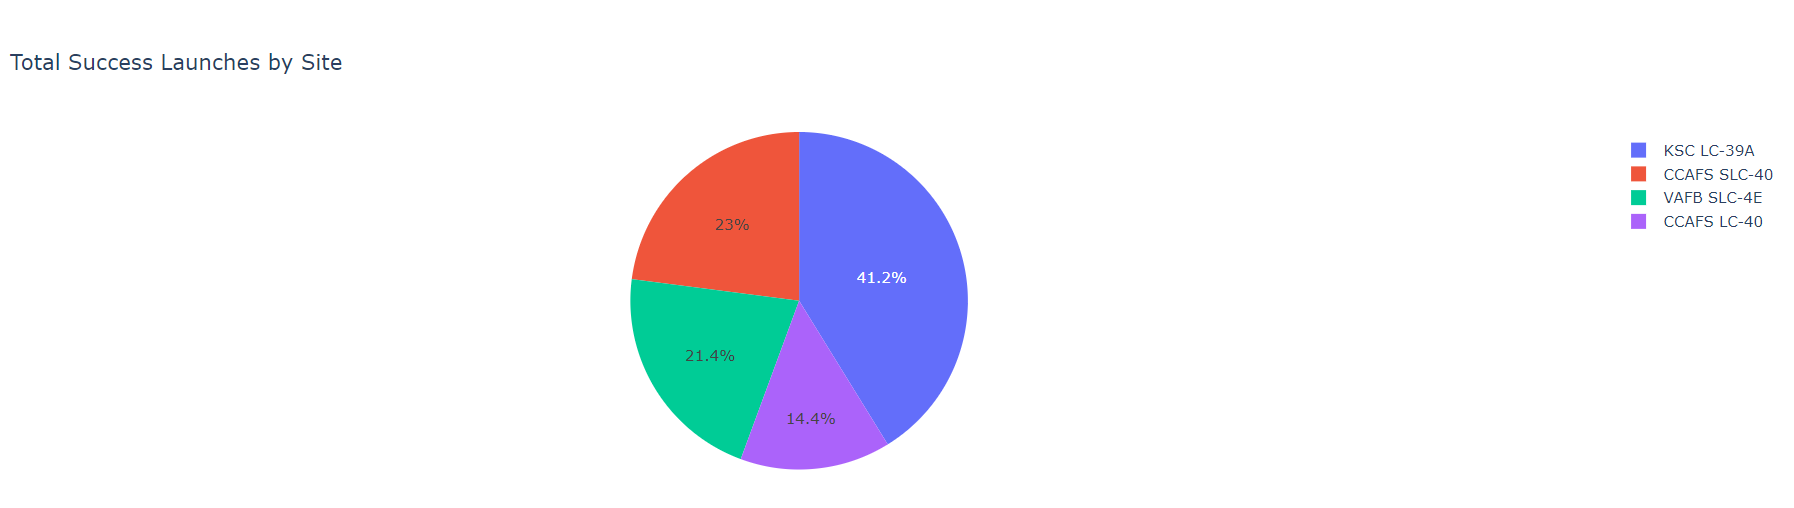 Total Success Launches by Site
KSC LC-39A
CCAFS SLC-40
VAFB SLC-4E
CCAFS LC-40
23%
41.2%
21.4%
14.4%